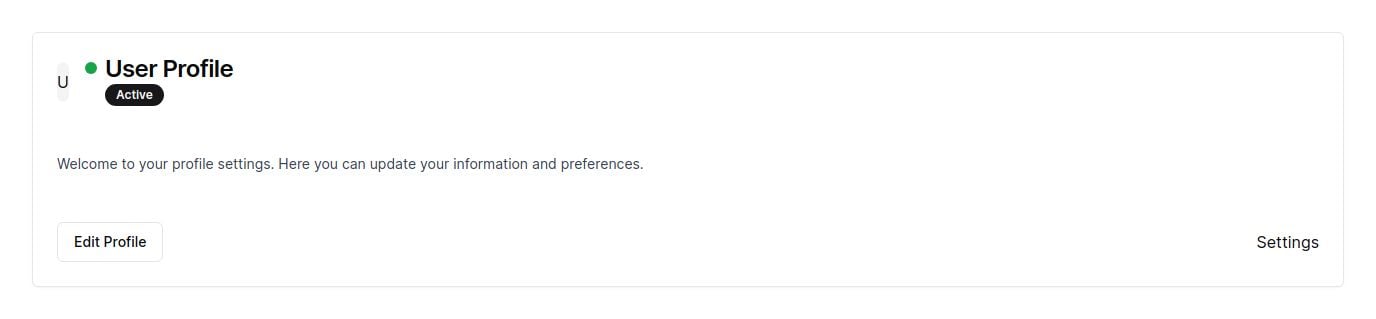 U
User Profile
Active
Welcome to your profile settings. Here you can update your information and preferences.
Edit Profile
Settings